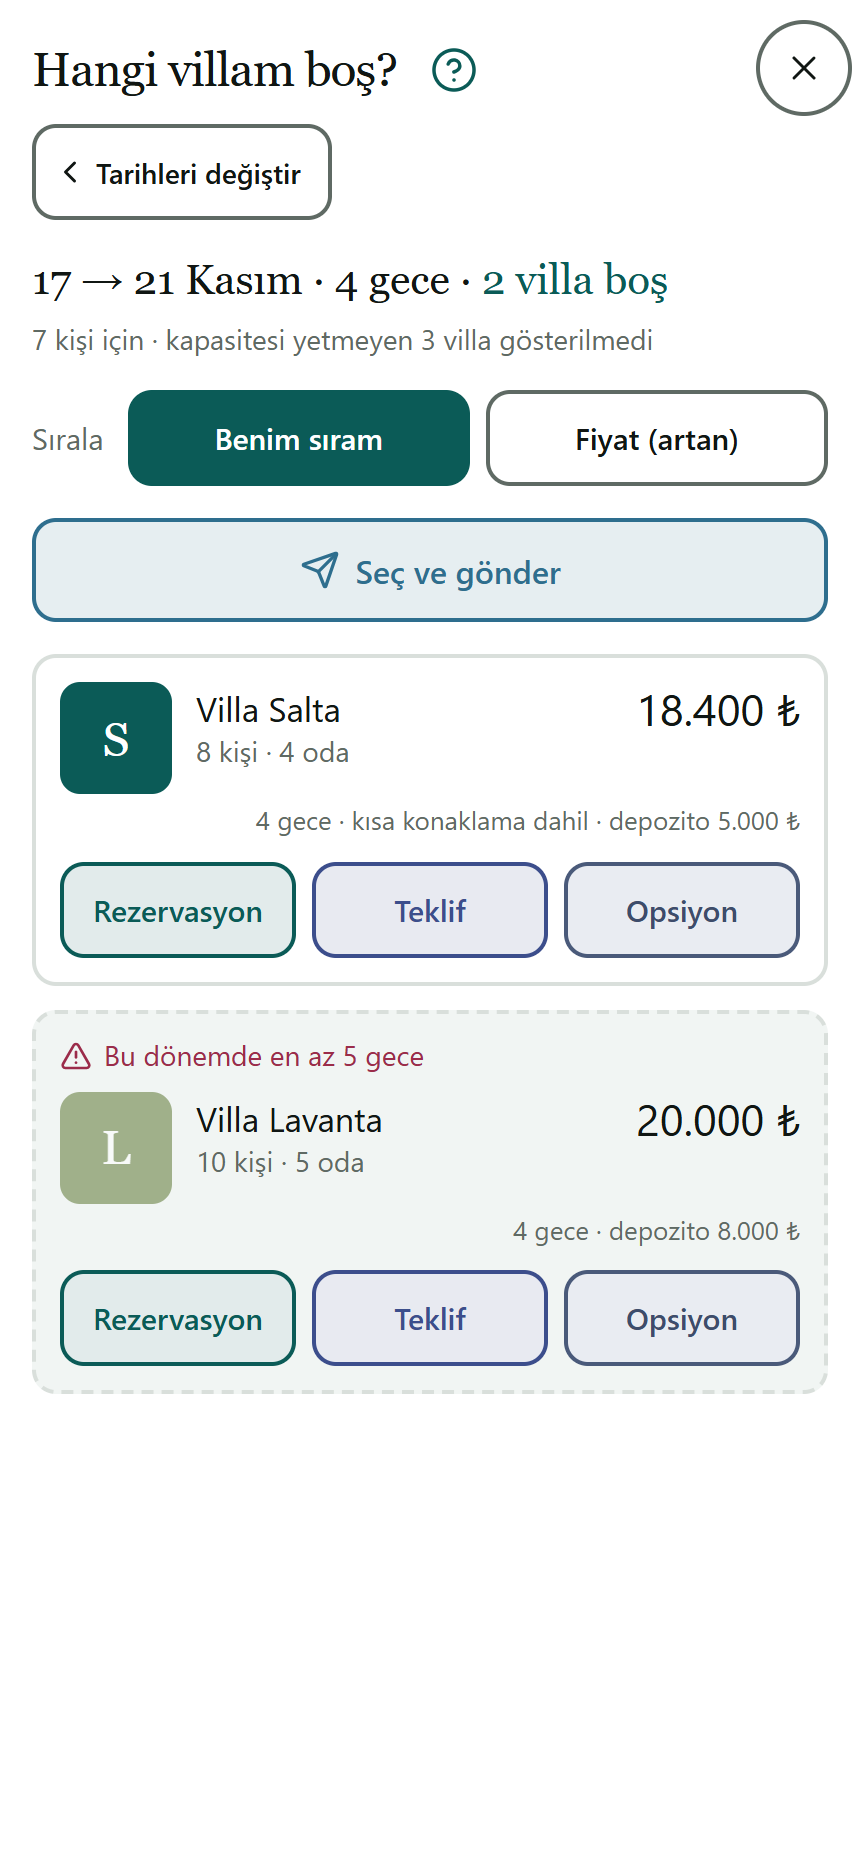 Hangi villam boş?
Tarihleri değiştir
17 → 21 Kasım · 4 gece · 2 villa boş
7 kişi için · kapasitesi yetmeyen 3 villa gösterilmedi
Sırala Benim sıram Fiyat (artan)
Seç ve gönder
S Villa Salta 18.400 ₺
8 kişi · 4 oda
4 gece · kısa konaklama dahil · depozito 5.000 ₺
Rezervasyon Teklif Opsiyon
Bu dönemde en az 5 gece
L Villa Lavanta 20.000 ₺
10 kişi · 5 oda
4 gece · depozito 8.000 ₺
Rezervasyon Teklif Opsiyon